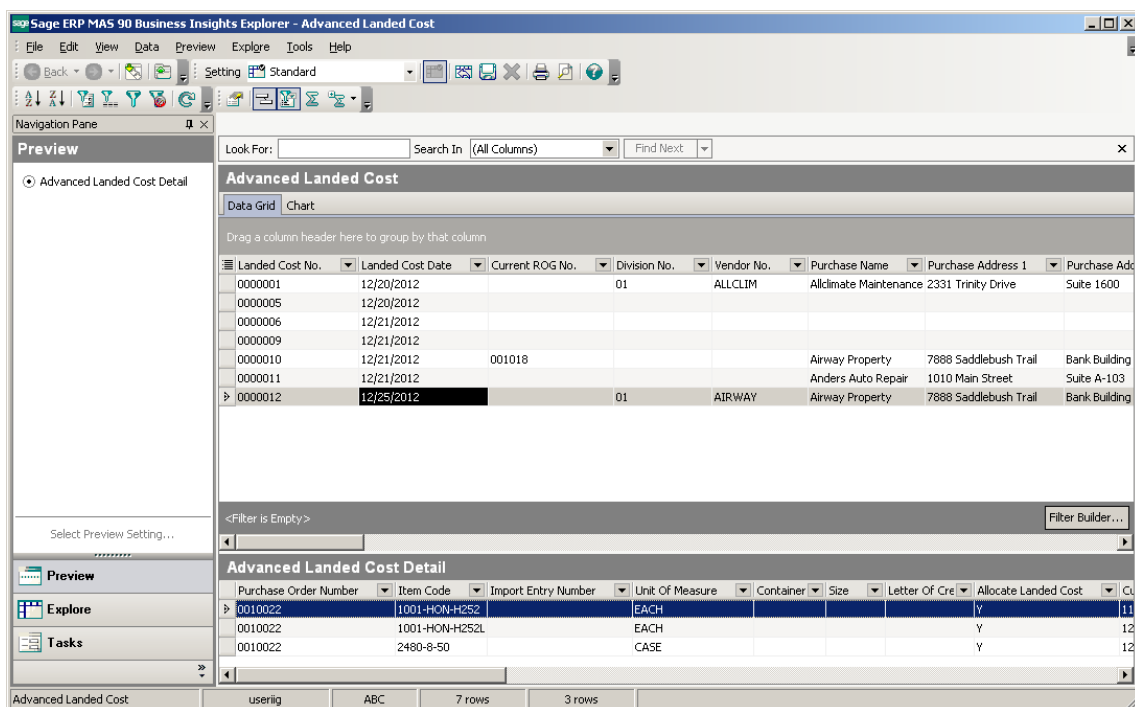 Sage ERP MAS 90 Business Insights Explorer - Advanced Landed Cost
File Edit View Data Preview Explore Tools Help
Back Setting Standard
Navigation Pane
Preview
Look For: Search In (All Columns) Find Next
Advanced Landed Cost Detail
Advanced Landed Cost
Data Grid Chart
Drag a column header here to group by that column
Landed Cost No. Landed Cost Date Current ROG No. Division No. Vendor No. Purchase Name Purchase Address 1 Purchase Add
0000001 12/20/2012 01 ALLCLIM Allclimate Maintenance 2331 Trinity Drive Suite 1600
0000005 12/20/2012
0000006 12/21/2012
0000009 12/21/2012
0000010 12/21/2012 001018 Airway Property 7888 Saddlebush Trail Bank Building
0000011 12/21/2012 Anders Auto Repair 1010 Main Street Suite A-103
0000012 12/25/2012 01 AIRWAY Airway Property 7888 Saddlebush Trail Bank Building
<Filter is Empty> Filter Builder...
Select Preview Setting...
Preview
Explore
Tasks
Advanced Landed Cost Detail
Purchase Order Number Item Code Import Entry Number Unit Of Measure Container Size Letter Of Cre Allocate Landed Cost Cu
0010022 1001-HON-H252 EACH Y 11
0010022 1001-HON-H252L EACH Y 12
0010022 2480-8-50 CASE Y 12
Advanced Landed Cost useriig ABC 7 rows 3 rows